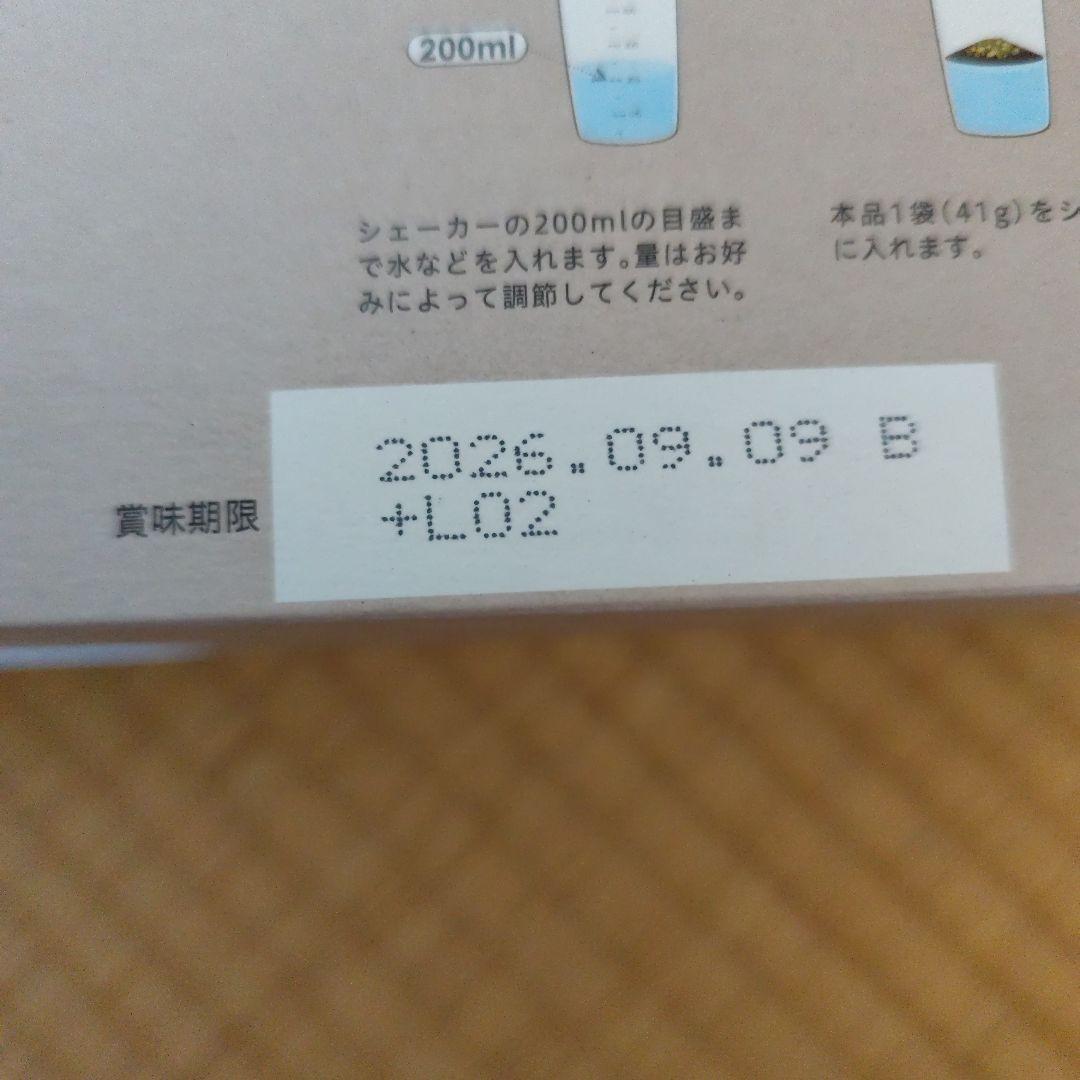 200ml
シェーカーの200mlの目盛ま
で水などを入れます。量はお好
みによって調節してください。
本品1袋(41g)をシ
に入れます。
賞味期限
2026.09.09 B
+L02